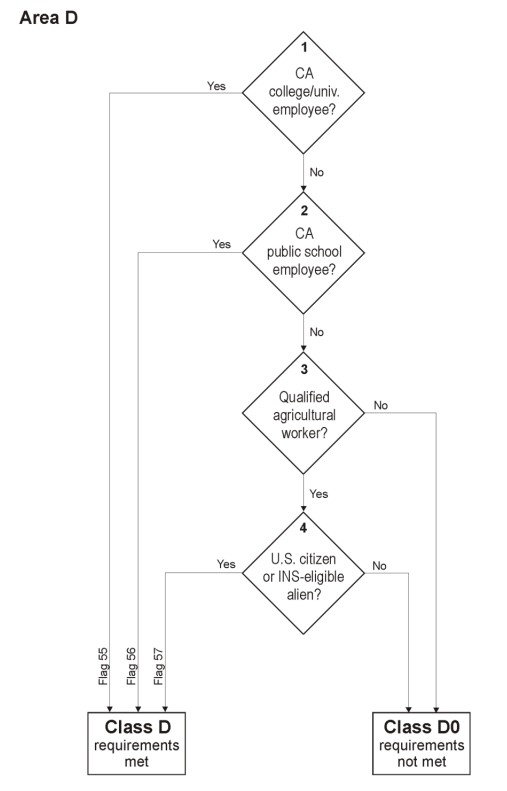 Area D
1
CA
college/univ.
employee?
Yes
No
2
CA
public school
employee?
Yes
No
3
Qualified
agricultural
worker?
No
Yes
4
U.S. citizen
or INS-eligible
alien?
Yes
No
Flag 55
Flag 56
Flag 57
Class D
requirements
met
Class D0
requirements
not met